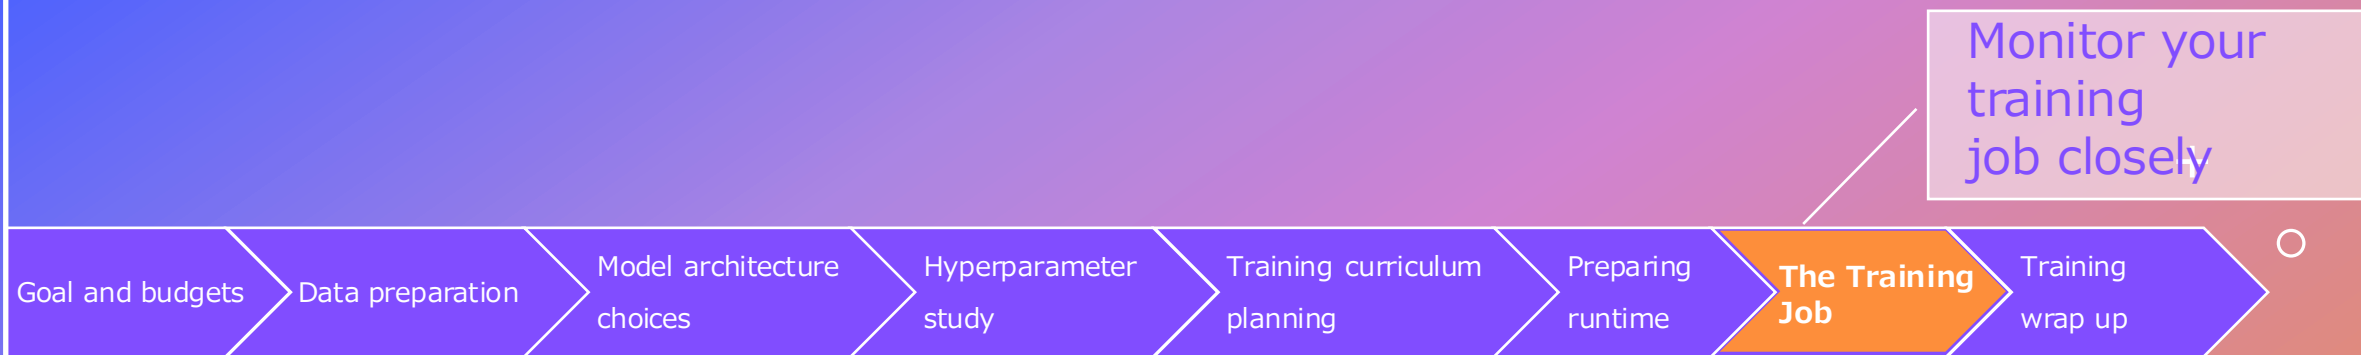 Monitor your
training
job closely
Goal and budgets
Data preparation
Model architecture
choices
Hyperparameter
study
Training curriculum
planning
Preparing
runtime
The Training
Job
Training
wrap up